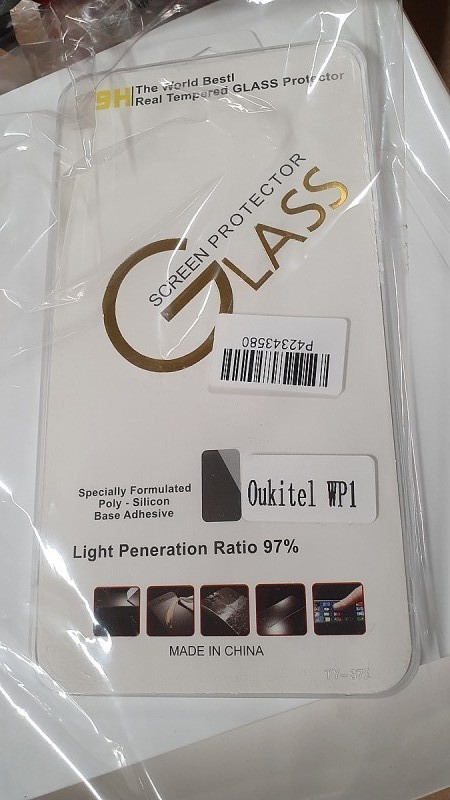 9H The World Bestl
Real Tempered GLASS Protector
SCREEN PROTECTOR
GLASS
P42343580
Specially Formulated
Poly - Silicon
Base Adhesive
Oukitel WP1
Light Peneration Ratio 97%
MADE IN CHINA